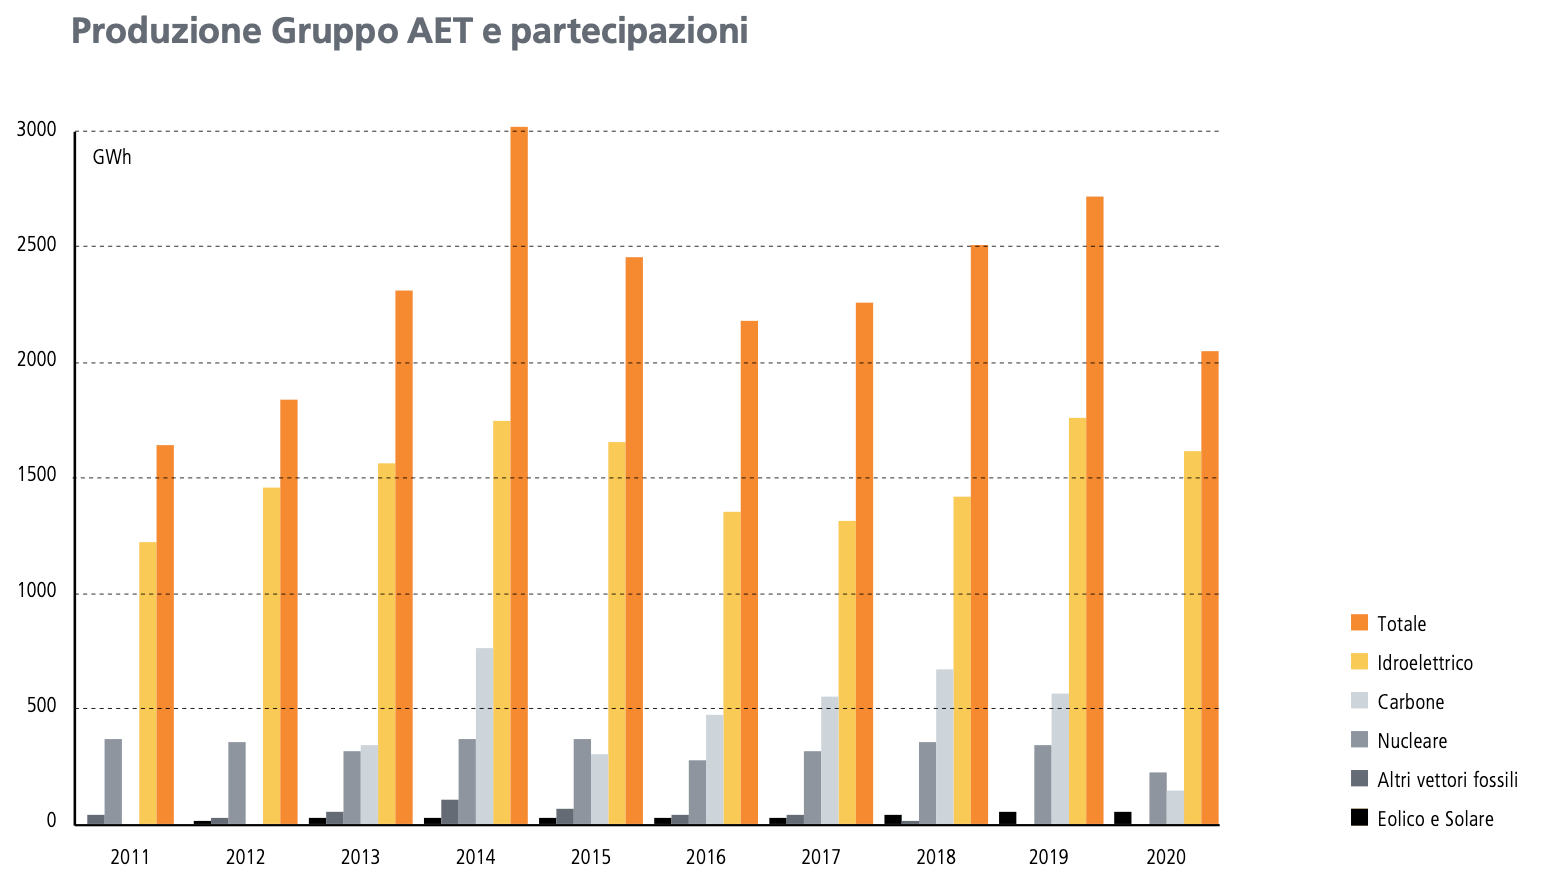 Produzione Gruppo AET e partecipazioni
3000
GWh
2500
2000
1500
1000
500
0
2011 2012 2013 2014 2015 2016 2017 2018 2019 2020
Totale
Idroelettrico
Carbone
Nucleare
Altri vettori fossili
Eolico e Solare